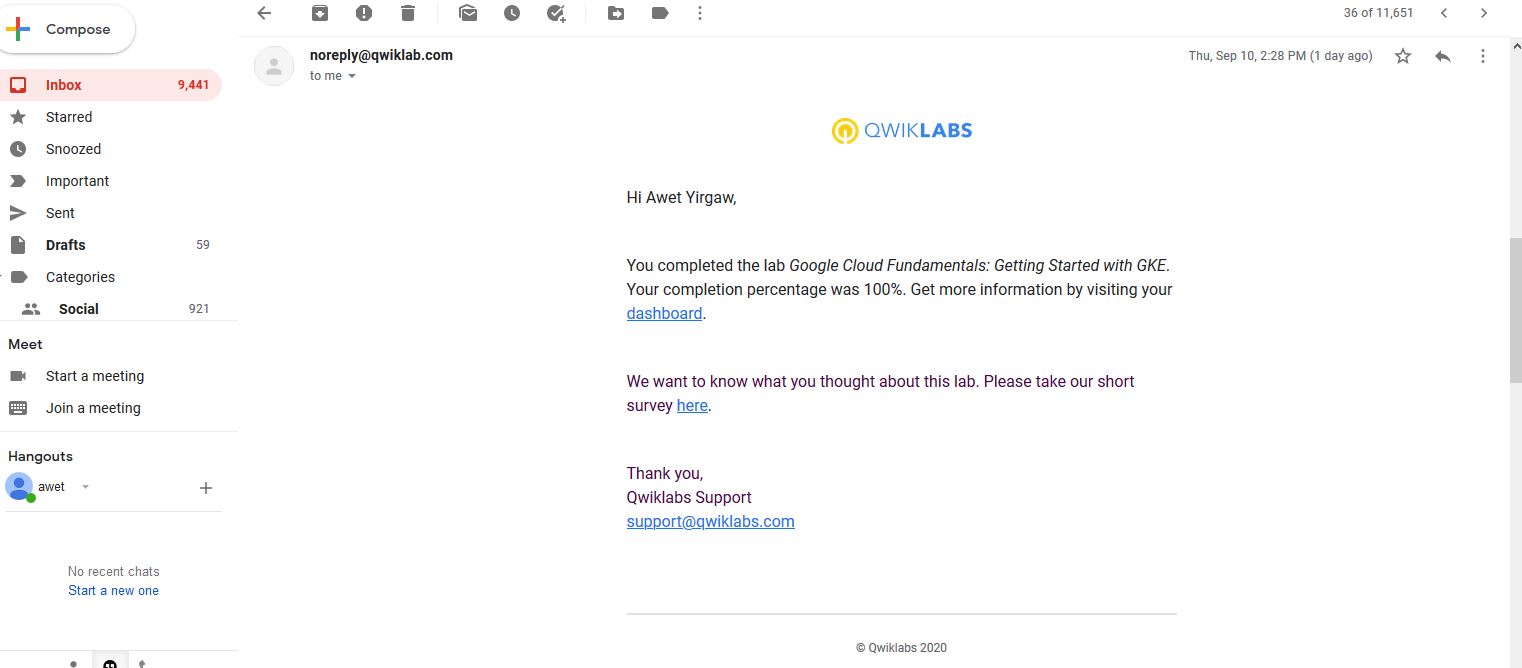 Compose
Inbox 9,441
Starred
Snoozed
Important
Sent
Drafts 59
Categories
Social 921
Meet
Start a meeting
Join a meeting
Hangouts
awet
No recent chats
Start a new one
36 of 11,651
noreply@qwiklab.com
Thu, Sep 10, 2:28 PM (1 day ago)
to me
QWIKLABS
Hi Awet Yirgaw,
You completed the lab Google Cloud Fundamentals: Getting Started with GKE.
Your completion percentage was 100%. Get more information by visiting your
dashboard.
We want to know what you thought about this lab. Please take our short
survey here.
Thank you,
Qwiklabs Support
support@qwiklabs.com
© Qwiklabs 2020